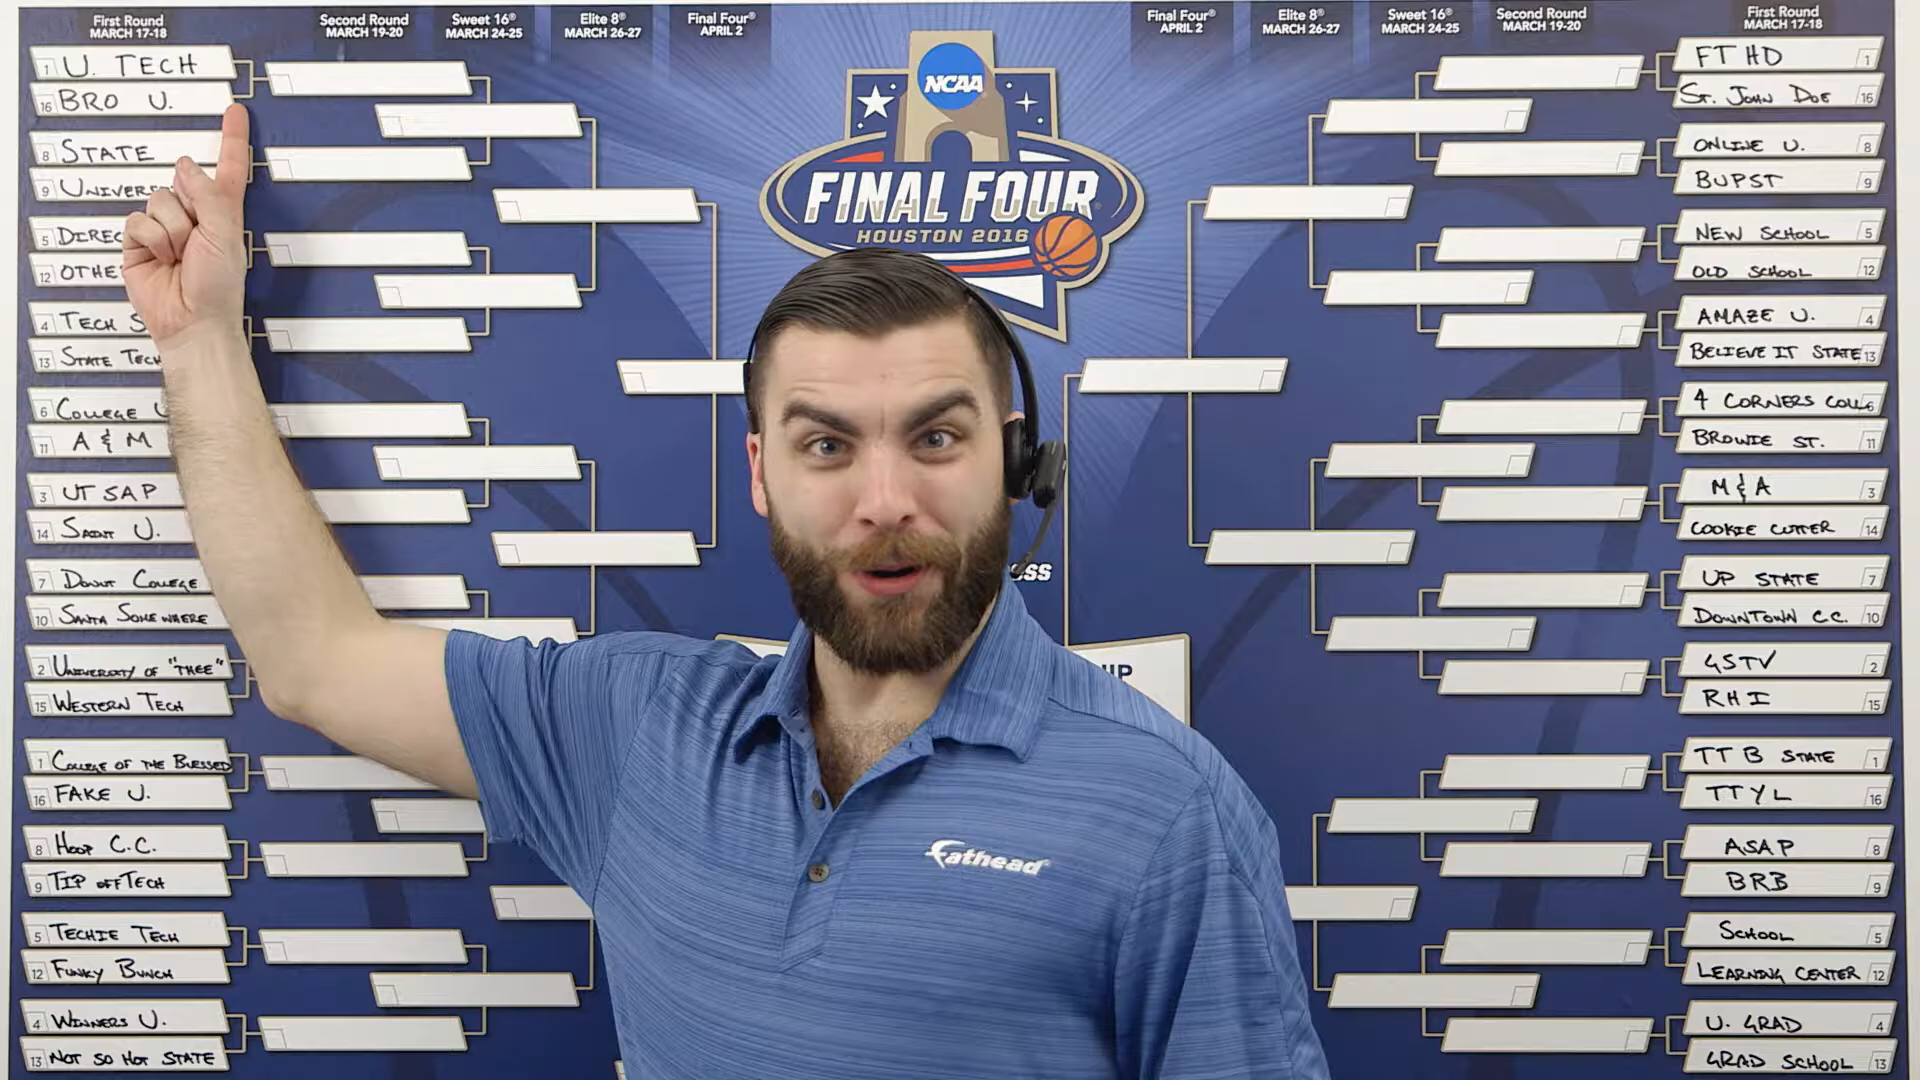 First Round
MARCH 17-18
Second Round
MARCH 19-20
Sweet 16®
MARCH 24-25
Elite 8®
MARCH 26-27
Final Four®
APRIL 2
Final Four®
APRIL 2
Elite 8®
MARCH 26-27
Sweet 16®
MARCH 24-25
Second Round
MARCH 19-20
First Round
MARCH 17-18
NCAA
FINAL FOUR
HOUSTON 2016
1 U. TECH
16 BRO U.
8 STATE
9
5
12
4 TECH
13 STATE TECH
6 COLLEGE
11 A & M
3 UT SAP
14 SAINT U.
7 DONUT COLLEGE
10 SANTA SOMEWHERE
2 UNIVERSITY OF "THEE"
15 WESTERN TECH
1 COLLEGE OF THE BLESSED
16 FAKE U.
8 HOOP C.C.
9 TIP OFF TECH
5 TECHIE TECH
12 FUNKY BUNCH
4 WINNERS U.
13 NOT SO HOT STATE
FT HD 1
ST. JOHN DOE 16
ONLINE U. 8
BUPST 9
NEW SCHOOL 5
OLD SCHOOL 12
AMAZE U. 4
BELIEVE IT STATE 13
4 CORNERS COLL 6
BROWIE ST. 11
M & A 3
COOKIE CUTTER 14
UP STATE 7
DOWNTOWN C.C. 10
GSTV 2
RHI 15
TTB STATE 1
TTYL 16
ASAP 8
BRB 9
SCHOOL 5
LEARNING CENTER 12
U. GRAD 4
GRAD SCHOOL 13
fathead